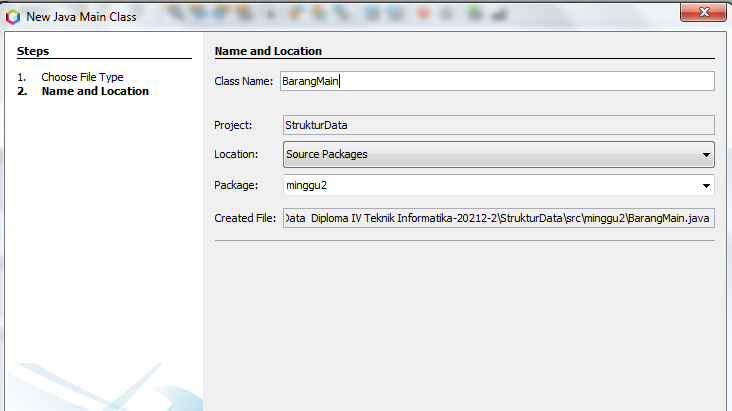 New Java Main Class
Steps
1. Choose File Type
2. Name and Location
Name and Location
Class Name: BarangMain
Project: StrukturData
Location: Source Packages
Package: minggu2
Created File: Data Diploma IV Teknik Informatika-20212-2\StrukturData\src\minggu2\BarangMain.java